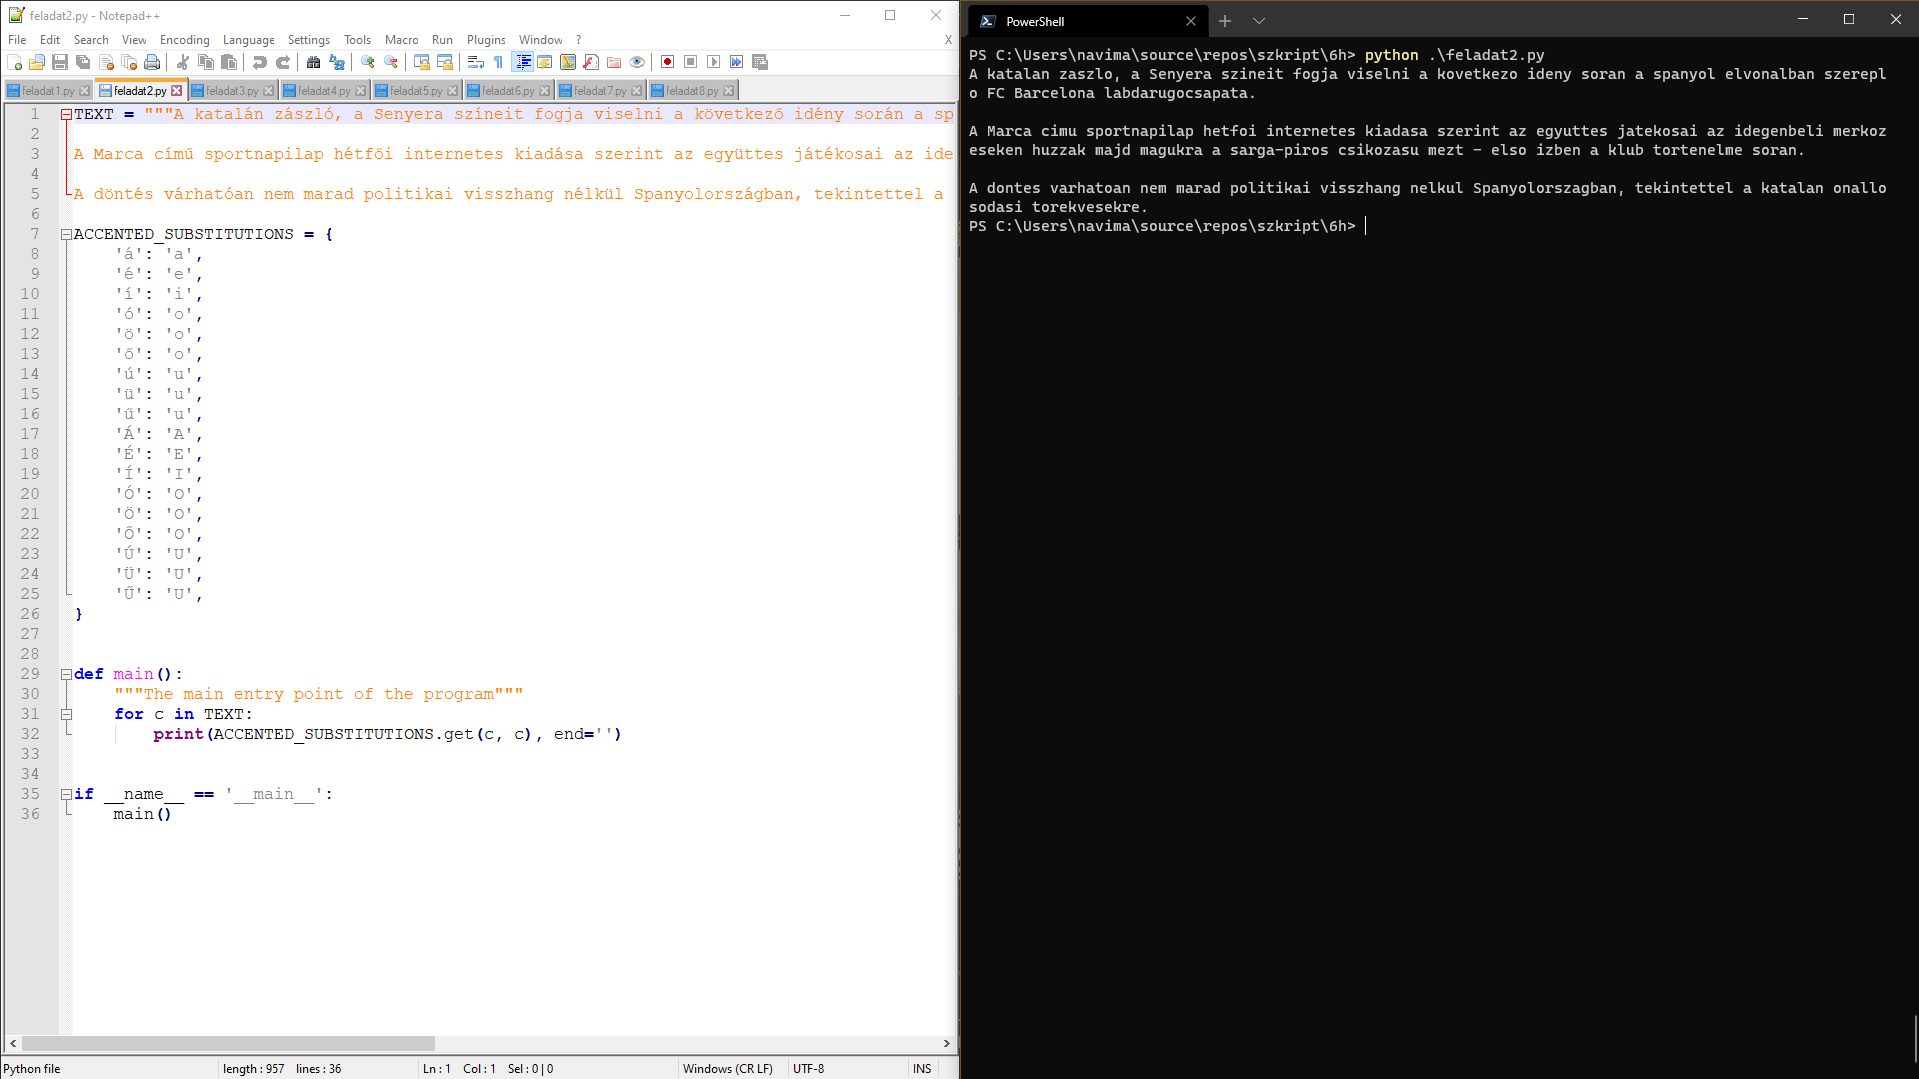 feladat2.py - Notepad++
File Edit Search View Encoding Language Settings Tools Macro Run Plugins Window ? X
feladat1.py feladat2.py feladat3.py feladat4.py feladat5.py feladat6.py feladat7.py feladat8.py
1 TEXT = """A katalán zászló, a Senyera színeit fogja viselni a következő idény során a sp
2
3 A Marca című sportnapilap hétfői internetes kiadása szerint az együttes játékosai az ide
4
5 A döntés várhatóan nem marad politikai visszhang nélkül Spanyolországban, tekintettel a
6
7 ACCENTED_SUBSTITUTIONS = {
8 'á': 'a',
9 'é': 'e',
10 'í': 'i',
11 'ó': 'o',
12 'ö': 'o',
13 'ő': 'o',
14 'ú': 'u',
15 'ü': 'u',
16 'ű': 'u',
17 'Á': 'A',
18 'É': 'E',
19 'Í': 'I',
20 'Ó': 'O',
21 'Ö': 'O',
22 'Ő': 'O',
23 'Ú': 'U',
24 'Ü': 'U',
25 'Ű': 'U',
26 }
27
28
29 def main():
30 """The main entry point of the program"""
31 for c in TEXT:
32 print(ACCENTED_SUBSTITUTIONS.get(c, c), end='')
33
34
35 if __name__ == '__main__':
36 main()
Python file length : 957 lines : 36 Ln : 1 Col : 1 Sel : 0 | 0 Windows (CR LF) UTF-8 INS
PowerShell
PS C:\Users\navima\source\repos\szkript\6h> python .\feladat2.py
A katalan zaszlo, a Senyera szineit fogja viselni a kovetkezo ideny soran a spanyol elvonalban szerepl
o FC Barcelona labdarugocsapata.
A Marca cimu sportnapilap hetfoi internetes kiadasa szerint az egyuttes jatekosai az idegenbeli merkoz
eseken huzzak majd magukra a sarga-piros csikozasu mezt - elso izben a klub tortenelme soran.
A dontes varhatoan nem marad politikai visszhang nelkul Spanyolorszagban, tekintettel a katalan onallo
sodasi torekvesekre.
PS C:\Users\navima\source\repos\szkript\6h>